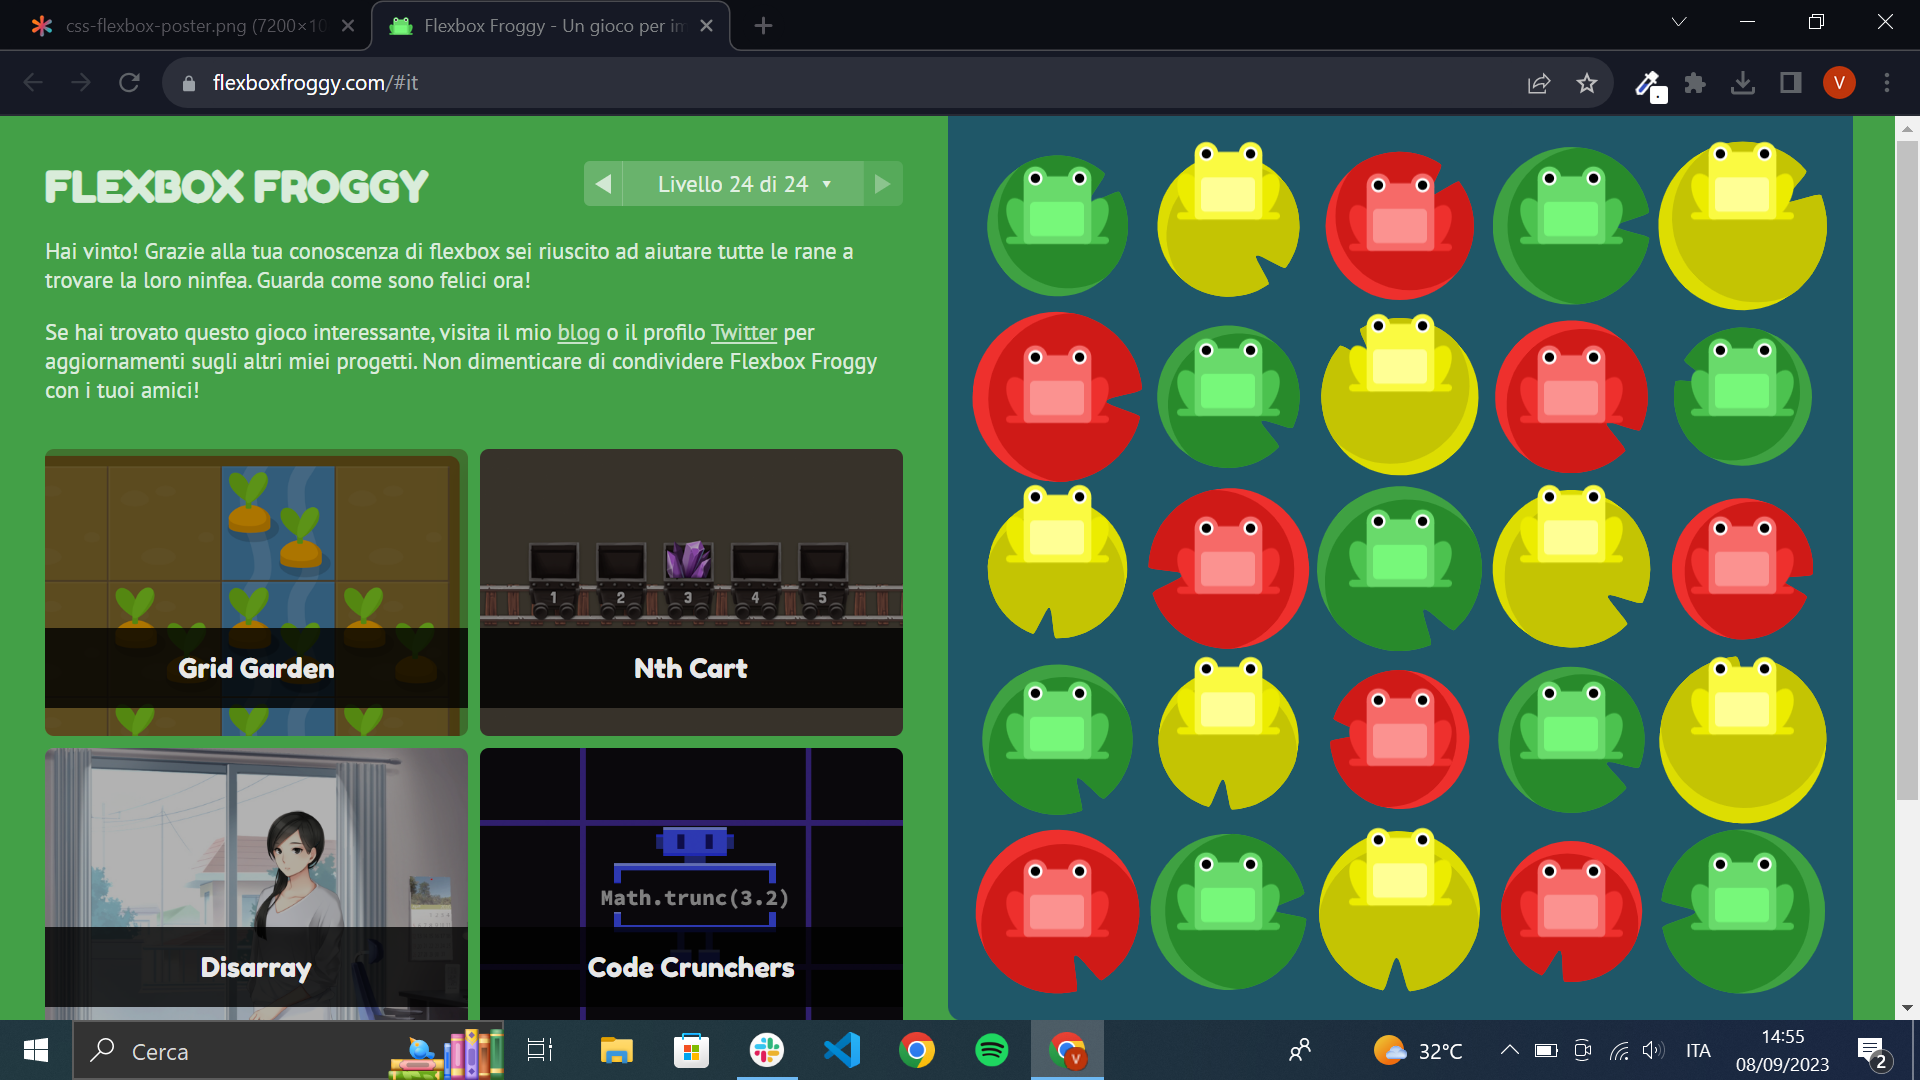 css-flexbox-poster.png (7200×10
Flexbox Froggy - Un gioco per im
flexboxfroggy.com/#it
V
FLEXBOX FROGGY
Livello 24 di 24
Hai vinto! Grazie alla tua conoscenza di flexbox sei riuscito ad aiutare tutte le rane a
trovare la loro ninfea. Guarda come sono felici ora!
Se hai trovato questo gioco interessante, visita il mio blog o il profilo Twitter per
aggiornamenti sugli altri miei progetti. Non dimenticare di condividere Flexbox Froggy
con i tuoi amici!
1 2 3 4 5
Grid Garden
Nth Cart
Math.trunc(3.2)
Disarray
Code Crunchers
Cerca
V
32°C
ITA
14:55
08/09/2023
2